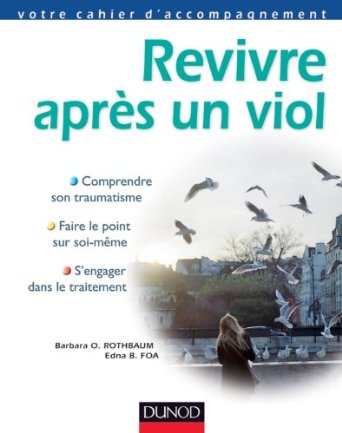 votre cahier d'accompagnement
Revivre
après un viol
Comprendre
son traumatisme
Faire le point
sur soi-même
S'engager
dans le traitement
Barbara O. ROTHBAUM
Edna B. FOA
DUNOD